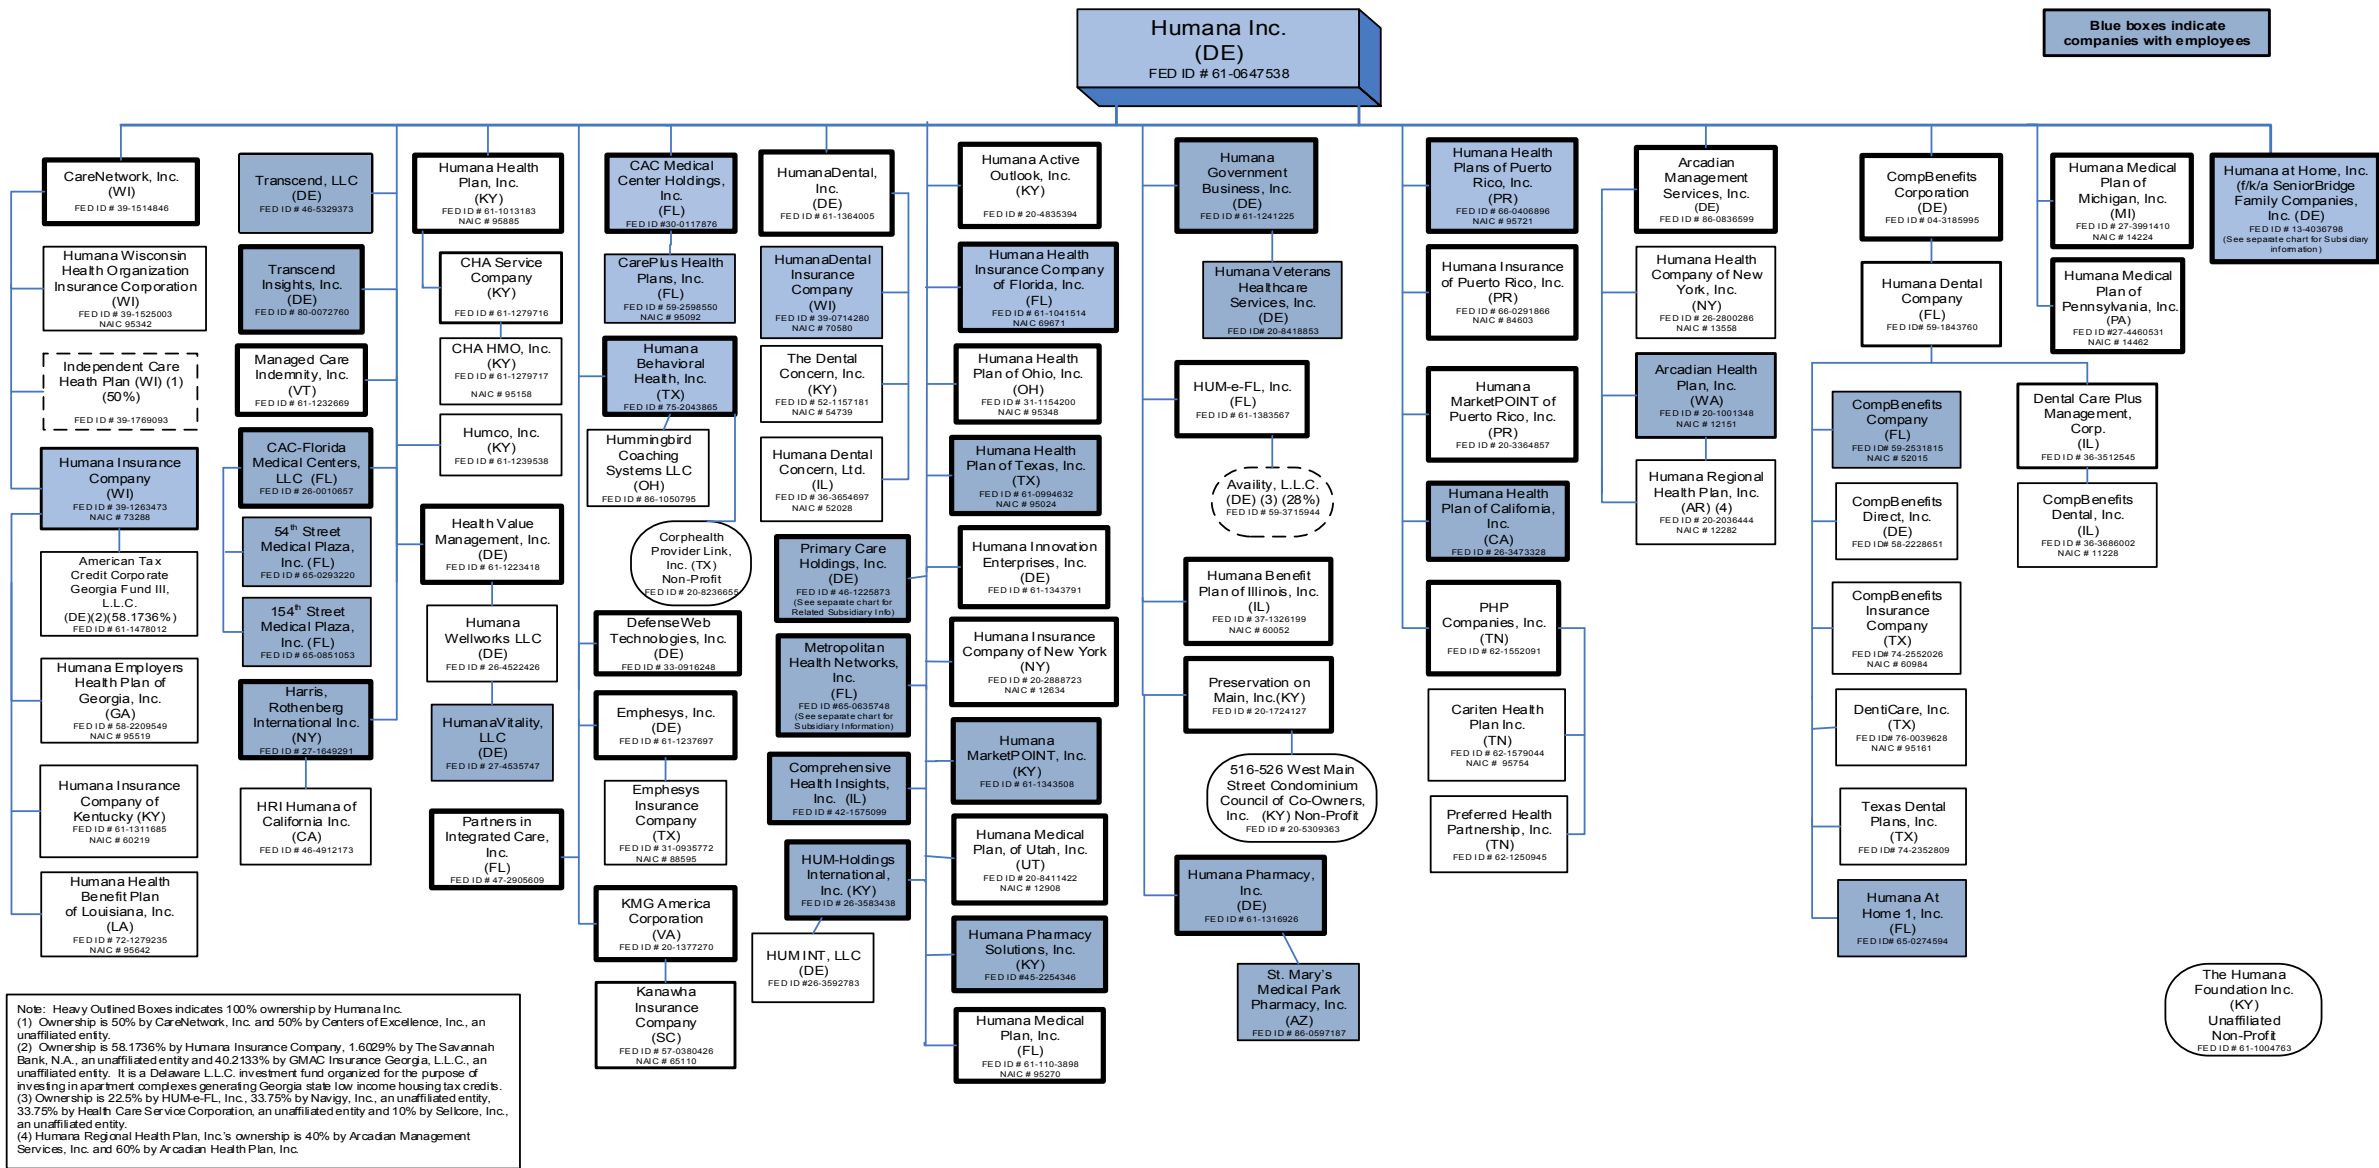 Humana Inc.
(DE)
FED ID # 61-0647538
Blue boxes indicate
companies with employees
CareNetwork, Inc.
(WI)
FED ID # 39-1514846
Humana Wisconsin
Health Organization
Insurance Corporation
(WI)
FED ID # 39-1525003
NAIC 95342
Independent Care
Heath Plan (WI) (1)
(50%)
FED ID # 39-1769093
Humana Insurance
Company
(WI)
FED ID # 39-1263473
NAIC # 73288
American Tax
Credit Corporate
Georgia Fund III,
L.L.C.
(DE)(2)(58.1736%)
FED ID # 61-1478012
Humana Employers
Health Plan of
Georgia, Inc.
(GA)
FED ID # 58-2209549
NAIC # 95519
Humana Insurance
Company of
Kentucky (KY)
FED ID # 61-1311685
NAIC # 60219
Humana Health
Benefit Plan
of Louisiana, Inc.
(LA)
FED ID # 72-1279235
NAIC # 95642
Transcend, LLC
(DE)
FED ID # 46-5329373
Transcend
Insights, Inc.
(DE)
FED ID # 80-0072760
Managed Care
Indemnity, Inc.
(VT)
FED ID # 61-1232669
CAC-Florida
Medical Centers,
LLC (FL)
FED ID # 26-0010657
54th Street
Medical Plaza,
Inc. (FL)
FED ID # 65-0293220
154th Street
Medical Plaza,
Inc. (FL)
FED ID # 65-0851053
Harris,
Rothenberg
International Inc.
(NY)
FED ID # 27-1649291
HRI Humana of
California Inc.
(CA)
FED ID # 46-4912173
Humana Health
Plan, Inc.
(KY)
FED ID # 61-1013183
NAIC # 95885
CHA Service
Company
(KY)
FED ID # 61-1279716
CHA HMO, Inc.
(KY)
FED ID # 61-1279717
NAIC # 95158
Humco, Inc.
(KY)
FED ID # 61-1239538
Health Value
Management, Inc.
(DE)
FED ID # 61-1223418
Humana
Wellworks LLC
(DE)
FED ID # 26-4522426
HumanaVitality,
LLC
(DE)
FED ID # 27-4535747
Partners in
Integrated Care,
Inc.
(FL)
FED ID # 47-2905609
CAC Medical
Center Holdings,
Inc.
(FL)
FED ID #30-0117876
CarePlus Health
Plans, Inc.
(FL)
FED ID # 59-2598550
NAIC # 95092
Humana
Behavioral
Health, Inc.
(TX)
FED ID # 75-2043865
Hummingbird
Coaching
Systems LLC
(OH)
FED ID # 86-1050795
Corphealth
Provider Link,
Inc. (TX)
Non-Profit
FED ID # 20-8236655
DefenseWeb
Technologies, Inc.
(DE)
FED ID # 33-0916248
Emphesys, Inc.
(DE)
FED ID # 61-1237697
Emphesys
Insurance
Company
(TX)
FED ID # 31-0935772
NAIC # 88595
KMG America
Corporation
(VA)
FED ID # 20-1377270
Kanawha
Insurance
Company
(SC)
FED ID # 57-0380426
NAIC # 65110
HumanaDental,
Inc.
(DE)
FED ID # 61-1364005
HumanaDental
Insurance
Company
(WI)
FED ID # 39-0714280
NAIC # 70580
The Dental
Concern, Inc.
(KY)
FED ID # 52-1157181
NAIC # 54739
Humana Dental
Concern, Ltd.
(IL)
FED ID # 36-3654697
NAIC # 52028
Primary Care
Holdings, Inc.
(DE)
FED ID # 46-1225873
(See separate chart for
Related Subsidiary Info)
Metropolitan
Health Networks,
Inc.
(FL)
FED ID #65-0635748
(See separate chart for
Subsidiary Information)
Comprehensive
Health Insights,
Inc. (IL)
FED ID # 42-1575099
HUM-Holdings
International,
Inc. (KY)
FED ID # 26-3583438
HUM INT, LLC
(DE)
FED ID #26-3592783
Humana Active
Outlook, Inc.
(KY)
FED ID # 20-4835394
Humana Health
Insurance Company
of Florida, Inc.
(FL)
FED ID # 61-1041514
NAIC 69671
Humana Health
Plan of Ohio, Inc.
(OH)
FED ID # 31-1154200
NAIC # 95348
Humana Health
Plan of Texas, Inc.
(TX)
FED ID # 61-0994632
NAIC # 95024
Humana Innovation
Enterprises, Inc.
(DE)
FED ID # 61-1343791
Humana Insurance
Company of New York
(NY)
FED ID # 20-2888723
NAIC # 12634
Humana
MarketPOINT, Inc.
(KY)
FED ID # 61-1343508
Humana Medical
Plan, of Utah, Inc.
(UT)
FED ID # 20-8411422
NAIC # 12908
Humana Pharmacy
Solutions, Inc.
(KY)
FED ID #45-2254346
Humana Medical
Plan, Inc.
(FL)
FED ID # 61-110-3898
NAIC # 95270
Humana
Government
Business, Inc.
(DE)
FED ID # 61-1241225
Humana Veterans
Healthcare
Services, Inc.
(DE)
FED ID# 20-8418853
HUM-e-FL, Inc.
(FL)
FED ID # 61-1383567
Availity, L.L.C.
(DE) (3) (28%)
FED ID # 59-3715944
Humana Benefit
Plan of Illinois, Inc.
(IL)
FED ID # 37-1326199
NAIC # 60052
Preservation on
Main, Inc.(KY)
FED ID # 20-1724127
516-526 West Main
Street Condominium
Council of Co-Owners,
Inc. (KY) Non-Profit
FED ID # 20-5309363
Humana Pharmacy,
Inc.
(DE)
FED ID # 61-1316926
St. Mary's
Medical Park
Pharmacy, Inc.
(AZ)
FED ID # 86-0597187
Humana Health
Plans of Puerto
Rico, Inc.
(PR)
FED ID # 66-0406896
NAIC # 95721
Humana Insurance
of Puerto Rico, Inc.
(PR)
FED ID # 66-0291866
NAIC # 84603
Humana
MarketPOINT of
Puerto Rico, Inc.
(PR)
FED ID # 20-3364857
Humana Health
Plan of California,
Inc.
(CA)
FED ID # 26-3473328
PHP
Companies, Inc.
(TN)
FED ID # 62-1552091
Cariten Health
Plan Inc.
(TN)
FED ID # 62-1579044
NAIC # 95754
Preferred Health
Partnership, Inc.
(TN)
FED ID # 62-1250945
Arcadian
Management
Services, Inc.
(DE)
FED ID # 86-0836599
Humana Health
Company of New
York, Inc.
(NY)
FED ID # 26-2800286
NAIC # 13558
Arcadian Health
Plan, Inc.
(WA)
FED ID # 20-1001348
NAIC # 12151
Humana Regional
Health Plan, Inc.
(AR) (4)
FED ID # 20-2036444
NAIC # 12282
CompBenefits
Corporation
(DE)
FED ID # 04-3185995
Humana Dental
Company
(FL)
FED ID# 59-1843760
CompBenefits
Company
(FL)
FED ID# 59-2531815
NAIC # 52015
CompBenefits
Direct, Inc.
(DE)
FED ID# 58-2228651
CompBenefits
Insurance
Company
(TX)
FED ID# 74-2552026
NAIC # 60984
DentiCare, Inc.
(TX)
FED ID# 76-0039628
NAIC # 95161
Texas Dental
Plans, Inc.
(TX)
FED ID# 74-2352809
Humana At
Home 1, Inc.
(FL)
FED ID# 65-0274594
Dental Care Plus
Management,
Corp.
(IL)
FED ID # 36-3512545
CompBenefits
Dental, Inc.
(IL)
FED ID # 36-3686002
NAIC # 11228
Humana Medical
Plan of
Michigan, Inc.
(MI)
FED ID # 27-3991410
NAIC # 14224
Humana Medical
Plan of
Pennsylvania, Inc.
(PA)
FED ID #27-4460531
NAIC # 14462
Humana at Home, Inc.
(f/k/a SeniorBridge
Family Companies,
Inc. (DE)
FED ID # 13-4036798
(See separate chart for Subsidiary
information)
The Humana
Foundation Inc.
(KY)
Unaffiliated
Non-Profit
FED ID # 61-1004763
Note: Heavy Outlined Boxes indicates 100% ownership by Humana Inc.
(1) Ownership is 50% by CareNetwork, Inc. and 50% by Centers of Excellence, Inc., an
unaffiliated entity.
(2) Ownership is 58.1736% by Humana Insurance Company, 1.6029% by The Savannah
Bank, N.A., an unaffiliated entity and 40.2133% by GMAC Insurance Georgia, L.L.C., an
unaffiliated entity. It is a Delaware L.L.C. investment fund organized for the purpose of
investing in apartment complexes generating Georgia state low income housing tax credits.
(3) Ownership is 22.5% by HUM-e-FL, Inc., 33.75% by Navigy, Inc., an unaffiliated entity,
33.75% by Health Care Service Corporation, an unaffiliated entity and 10% by Sellcore, Inc.,
an unaffiliated entity.
(4) Humana Regional Health Plan, Inc.'s ownership is 40% by Arcadian Management
Services, Inc. and 60% by Arcadian Health Plan, Inc.